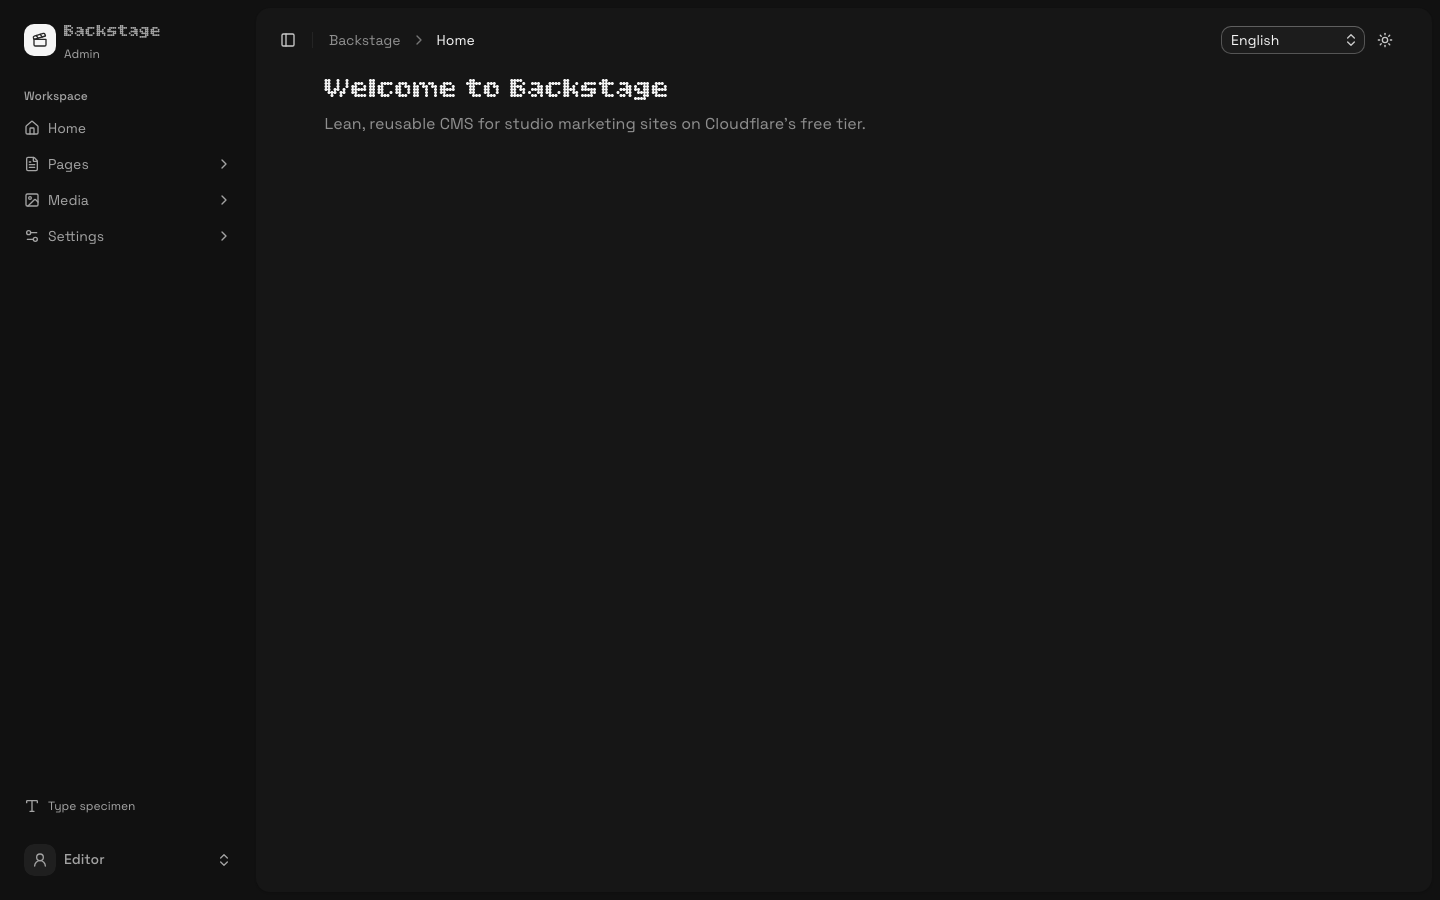 Backstage
Admin
Workspace
Home
Pages
Media
Settings
Type specimen
Editor
Backstage > Home
English
Welcome to Backstage
Lean, reusable CMS for studio marketing sites on Cloudflare's free tier.